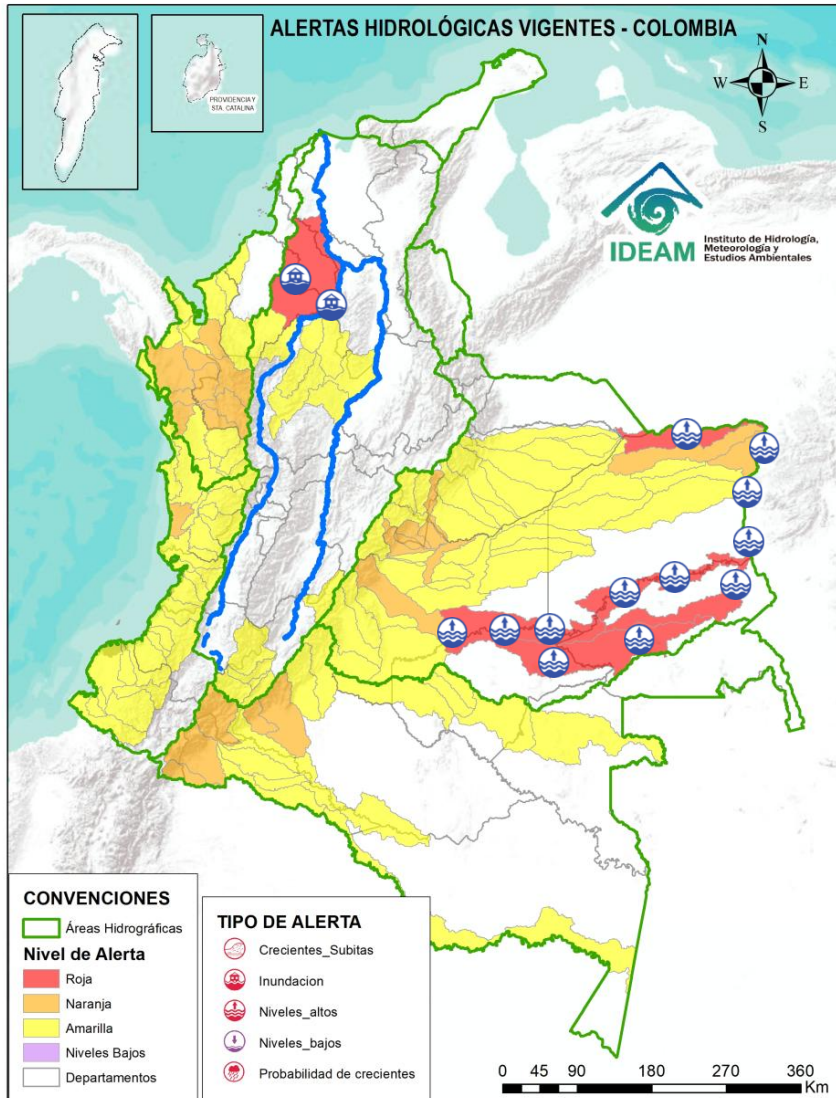 ALERTAS HIDROLÓGICAS VIGENTES - COLOMBIA
PROVIDENCIA Y
STA. CATALINA
N
W
E
S
IDEAM
Instituto de Hidrología,
Meteorología y
Estudios Ambientales
CONVENCIONES
Áreas Hidrográficas
Nivel de Alerta
Roja
Naranja
Amarilla
Niveles Bajos
Departamentos
TIPO DE ALERTA
Crecientes_Subitas
Inundacion
Niveles_altos
Niveles_bajos
Probabilidad de crecientes
0 45 90 180 270 360
Km